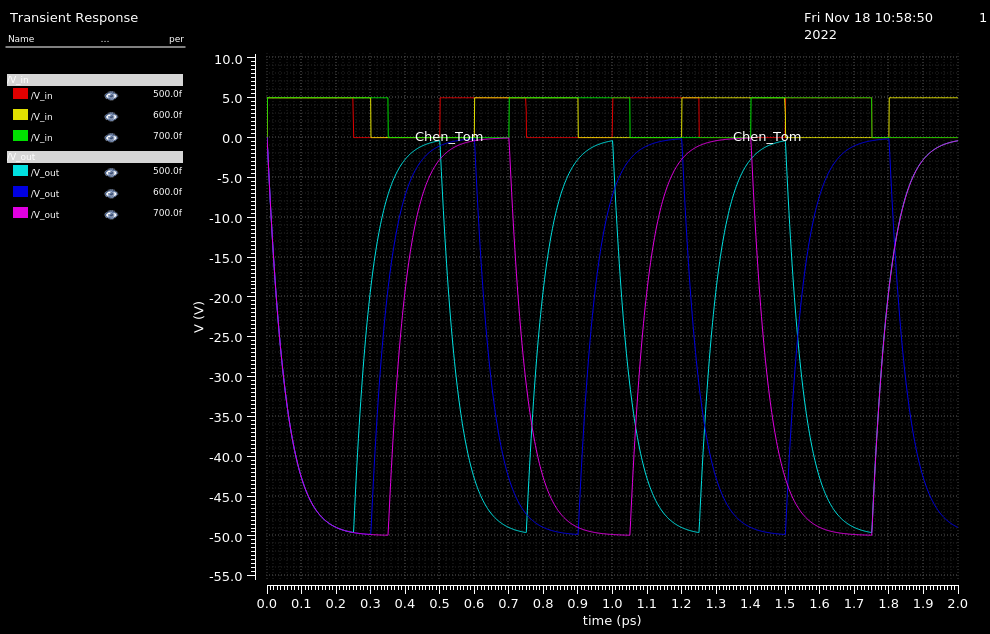 Transient Response
Fri Nov 18 10:58:50 1
2022
Name ... per
/V_in
/V_in 500.0f
/V_in 600.0f
/V_in 700.0f
/V_out
/V_out 500.0f
/V_out 600.0f
/V_out 700.0f
10.0
5.0
0.0
-5.0
-10.0
-15.0
-20.0
-25.0
-30.0
-35.0
-40.0
-45.0
-50.0
-55.0
V (V)
Chen_Tom Chen_Tom
0.0 0.1 0.2 0.3 0.4 0.5 0.6 0.7 0.8 0.9 1.0 1.1 1.2 1.3 1.4 1.5 1.6 1.7 1.8 1.9 2.0
time (ps)